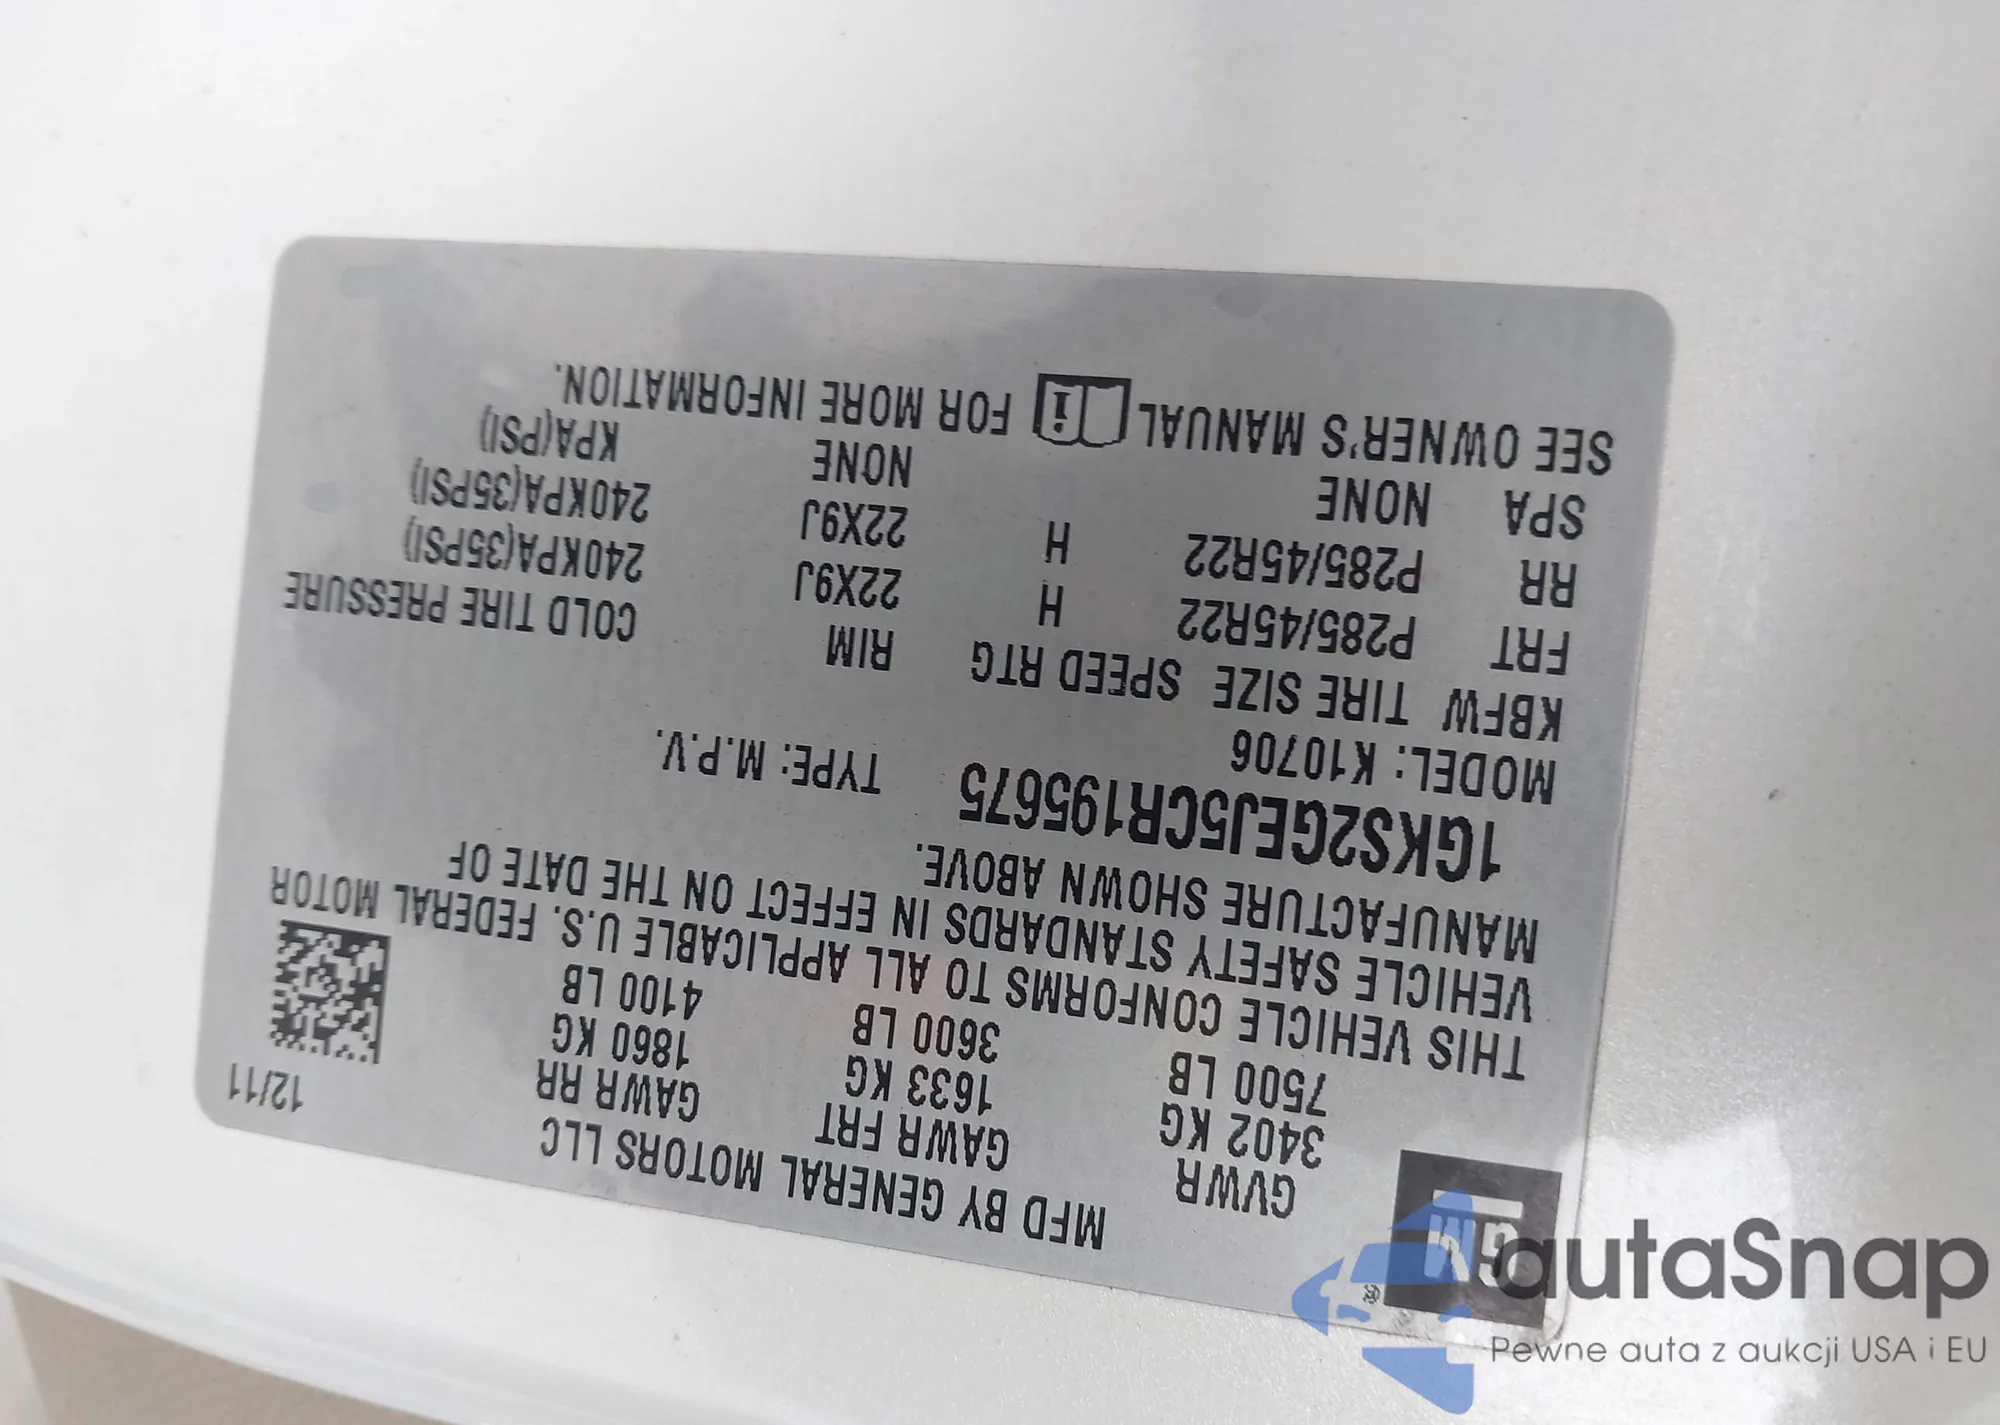 GM
MFD BY GENERAL MOTORS LLC
12/11
GVWR GAWR FRT GAWR RR
3402 KG 1633 KG 1860 KG
7500 LB 3600 LB 4100 LB
THIS VEHICLE CONFORMS TO ALL APPLICABLE U.S. FEDERAL MOTOR
VEHICLE SAFETY STANDARDS IN EFFECT ON THE DATE OF
MANUFACTURE SHOWN ABOVE.
1GKS2GEJ5CR195675 TYPE: M.P.V.
MODEL: K10706
KBFW TIRE SIZE SPEED RTG RIM COLD TIRE PRESSURE
FRT P285/45R22 H 22X9J 240KPA(35PSI)
RR P285/45R22 H 22X9J 240KPA(35PSI)
SPA NONE NONE KPA(PSI)
SEE OWNER'S MANUAL FOR MORE INFORMATION.
autaSnap
Pewne auta z aukcji USA i EU